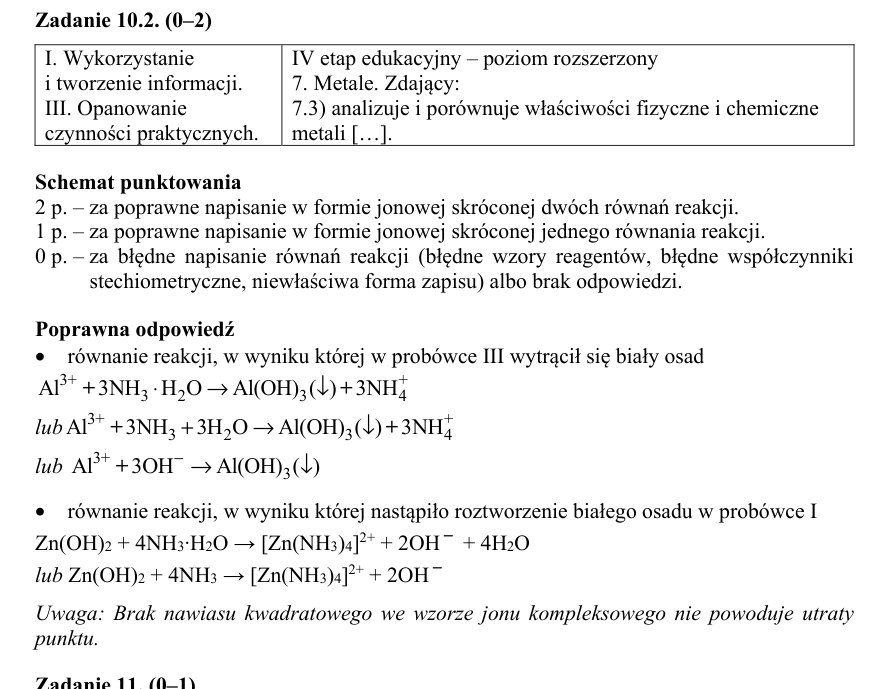 Zadanie 10.2. (0–2)
I. Wykorzystanie
i tworzenie informacji.
III. Opanowanie
czynności praktycznych.
IV etap edukacyjny – poziom rozszerzony
7. Metale. Zdający:
7.3) analizuje i porównuje właściwości fizyczne i chemiczne
metali […].
Schemat punktowania
2 p. – za poprawne napisanie w formie jonowej skróconej dwóch równań reakcji.
1 p. – za poprawne napisanie w formie jonowej skróconej jednego równania reakcji.
0 p. – za błędne napisanie równań reakcji (błędne wzory reagentów, błędne współczynniki
stechiometryczne, niewłaściwa forma zapisu) albo brak odpowiedzi.
Poprawna odpowiedź
• równanie reakcji, w wyniku której w probówce III wytrącił się biały osad
Al³⁺ + 3NH₃ · H₂O → Al(OH)₃(↓) + 3NH₄⁺
lub Al³⁺ + 3NH₃ + 3H₂O → Al(OH)₃(↓) + 3NH₄⁺
lub Al³⁺ + 3OH⁻ → Al(OH)₃(↓)
• równanie reakcji, w wyniku której nastąpiło roztworzenie białego osadu w probówce I
Zn(OH)₂ + 4NH₃·H₂O → [Zn(NH₃)₄]²⁺ + 2OH⁻ + 4H₂O
lub Zn(OH)₂ + 4NH₃ → [Zn(NH₃)₄]²⁺ + 2OH⁻
Uwaga: Brak nawiasu kwadratowego we wzorze jonu kompleksowego nie powoduje utraty
punktu.
Zadanie 11. (0–1)